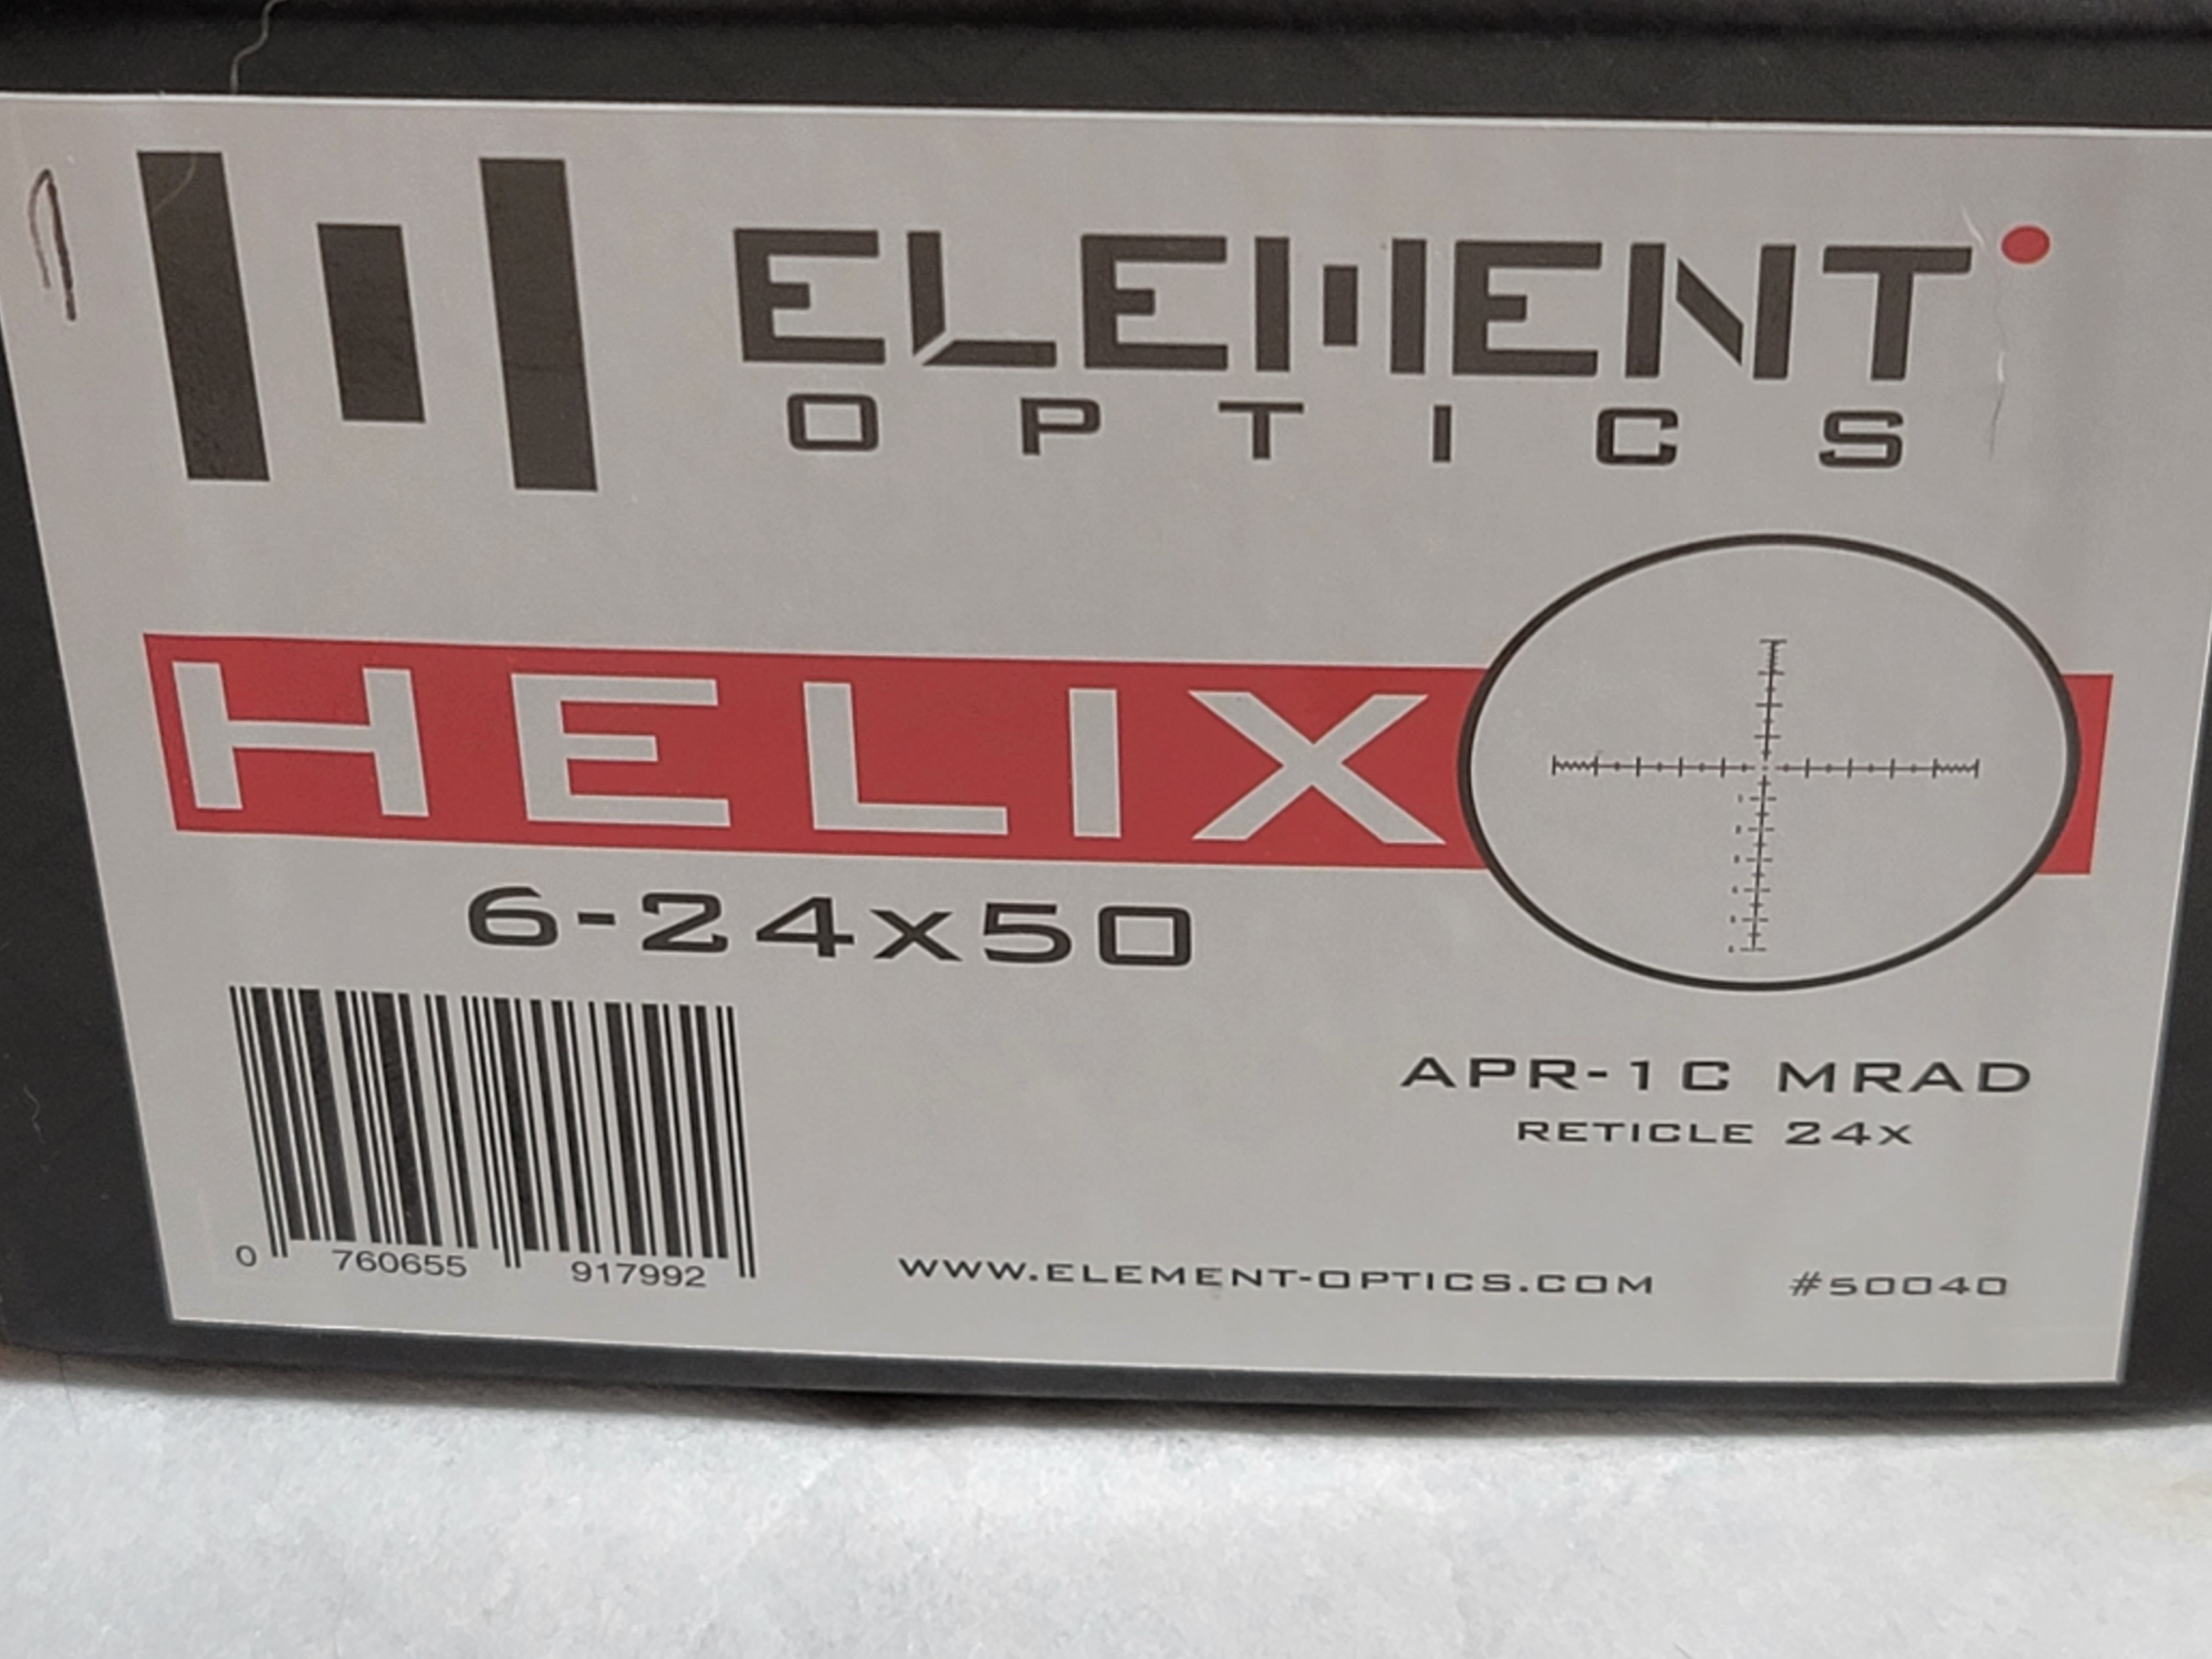 ELEMENT
OPTICS
HELIX
6-24x50
APR-1C MRAD
RETICLE 24X
0 760655 917992
WWW.ELEMENT-OPTICS.COM #50040